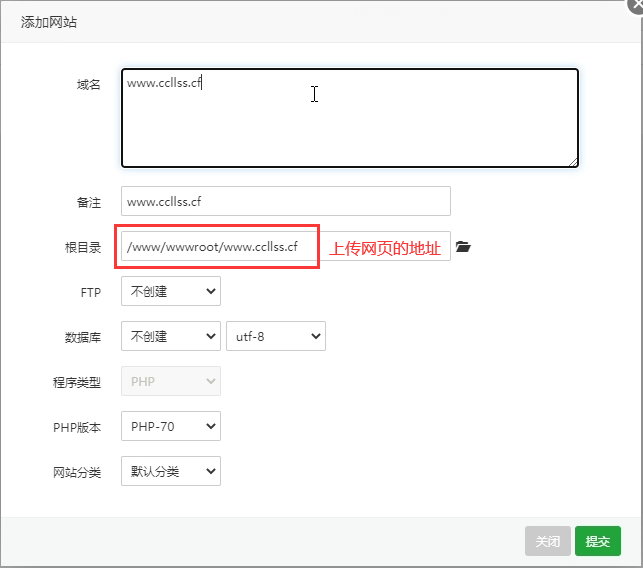 添加网站
域名
www.ccllss.cf
备注
www.ccllss.cf
根目录
/www/wwwroot/www.ccllss.cf
上传网页的地址
FTP
不创建
数据库
不创建
utf-8
程序类型
PHP
PHP版本
PHP-70
网站分类
默认分类
关闭
提交